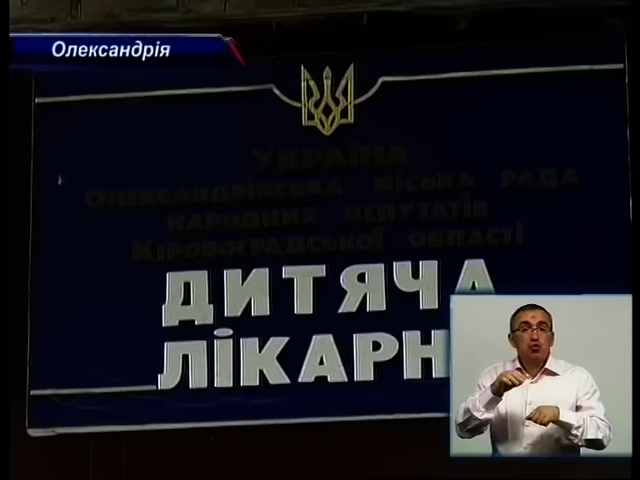 Олександрія
УКРАЇНА
ОЛЕКСАНДРІЙСЬКА МІСЬКА РАДА
НАРОДНИХ ДЕПУТАТІВ
КІРОВОГРАДСЬКОЇ ОБЛАСТІ
ДИТЯЧА
ЛІКАРН